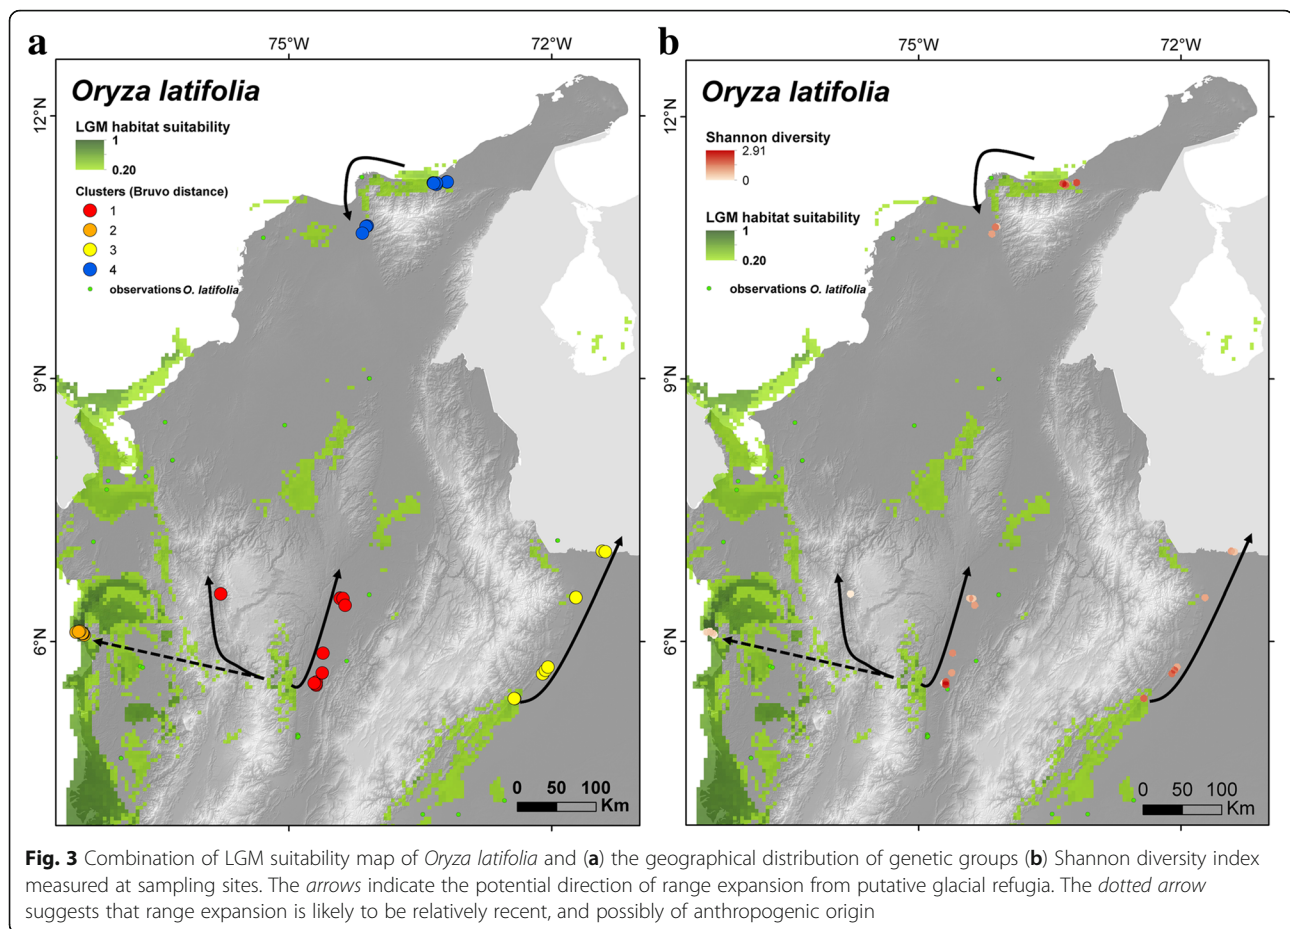 a
75°W
72°W
12°N
9°N
6°N
Oryza latifolia
LGM habitat suitability
1
0.20
Clusters (Bruvo distance)
1
2
3
4
observations O. latifolia
0 50 100
Km
b
75°W
72°W
12°N
9°N
6°N
Oryza latifolia
Shannon diversity
2.91
0
LGM habitat suitability
1
0.20
observations O. latifolia
0 50 100
Km
Fig. 3 Combination of LGM suitability map of Oryza latifolia and (a) the geographical distribution of genetic groups (b) Shannon diversity index
measured at sampling sites. The arrows indicate the potential direction of range expansion from putative glacial refugia. The dotted arrow
suggests that range expansion is likely to be relatively recent, and possibly of anthropogenic origin